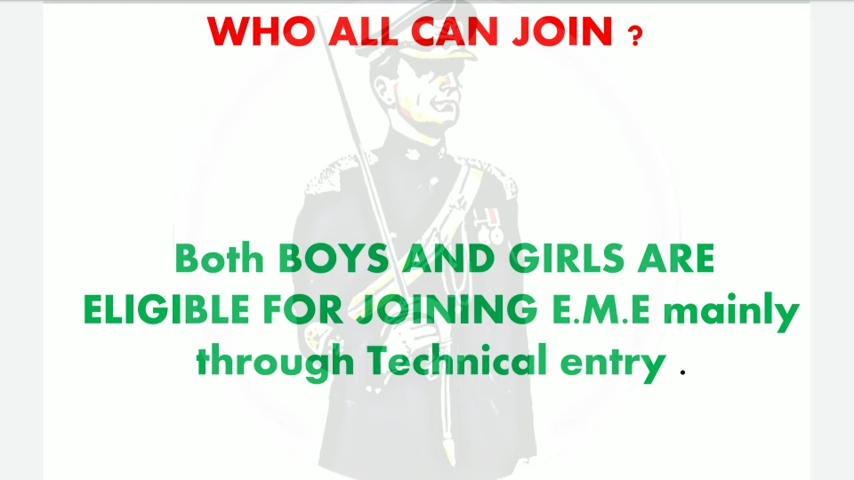 WHO ALL CAN JOIN ?
Both BOYS AND GIRLS ARE
ELIGIBLE FOR JOINING E.M.E mainly
through Technical entry .